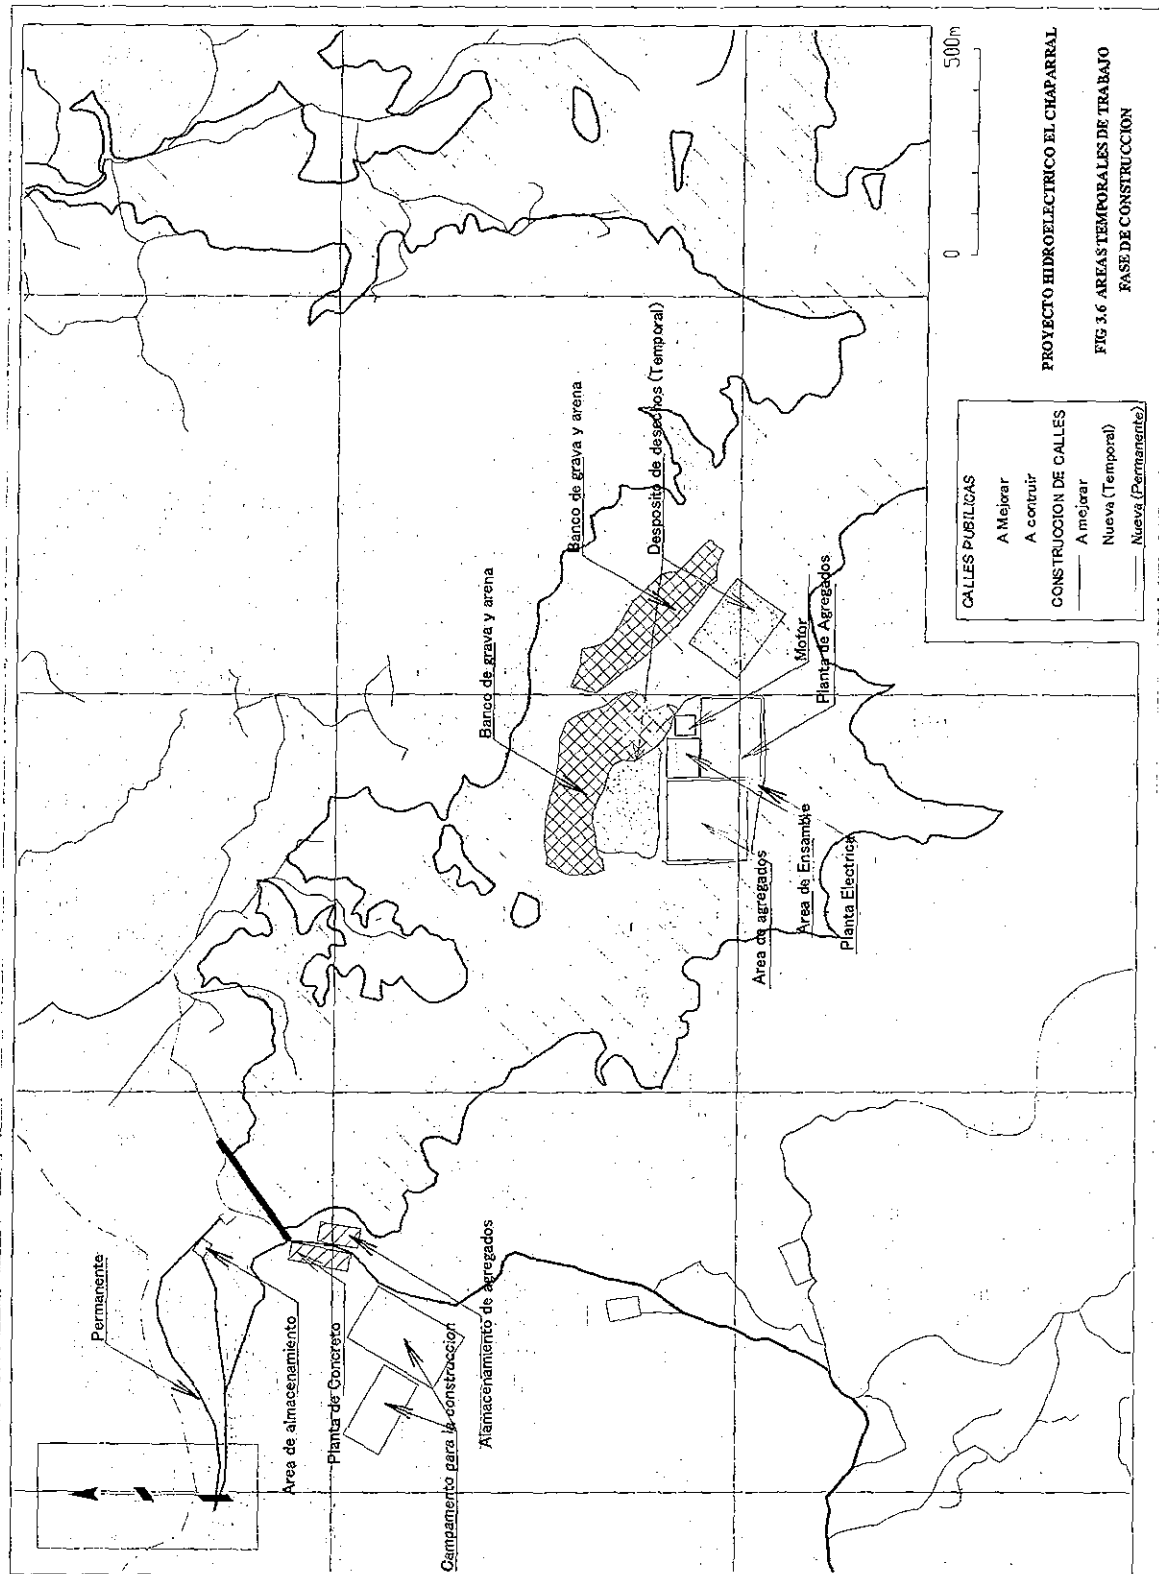 Permanente
Area de almacenamiento
Planta de Concreto
Campamento para la construccion
Alamacenamiento de agregados
Banco de grava y arena
Banco de grava y arena
Desposito de desechos (Temporal)
Motor
Planta de Agregados
Area de agregados
Area de Ensamble
Planta Electrica
0 500m
CALLES PUBILICAS
A Mejorar
A contruir
CONSTRUCCION DE CALLES
A mejorar
Nueva (Temporal)
Nueva (Permanente)
PROYECTO HIDROELECTRICO EL CHAPARRAL
FIG 3.6 AREAS TEMPORALES DE TRABAJO
FASE DE CONSTRUCCION